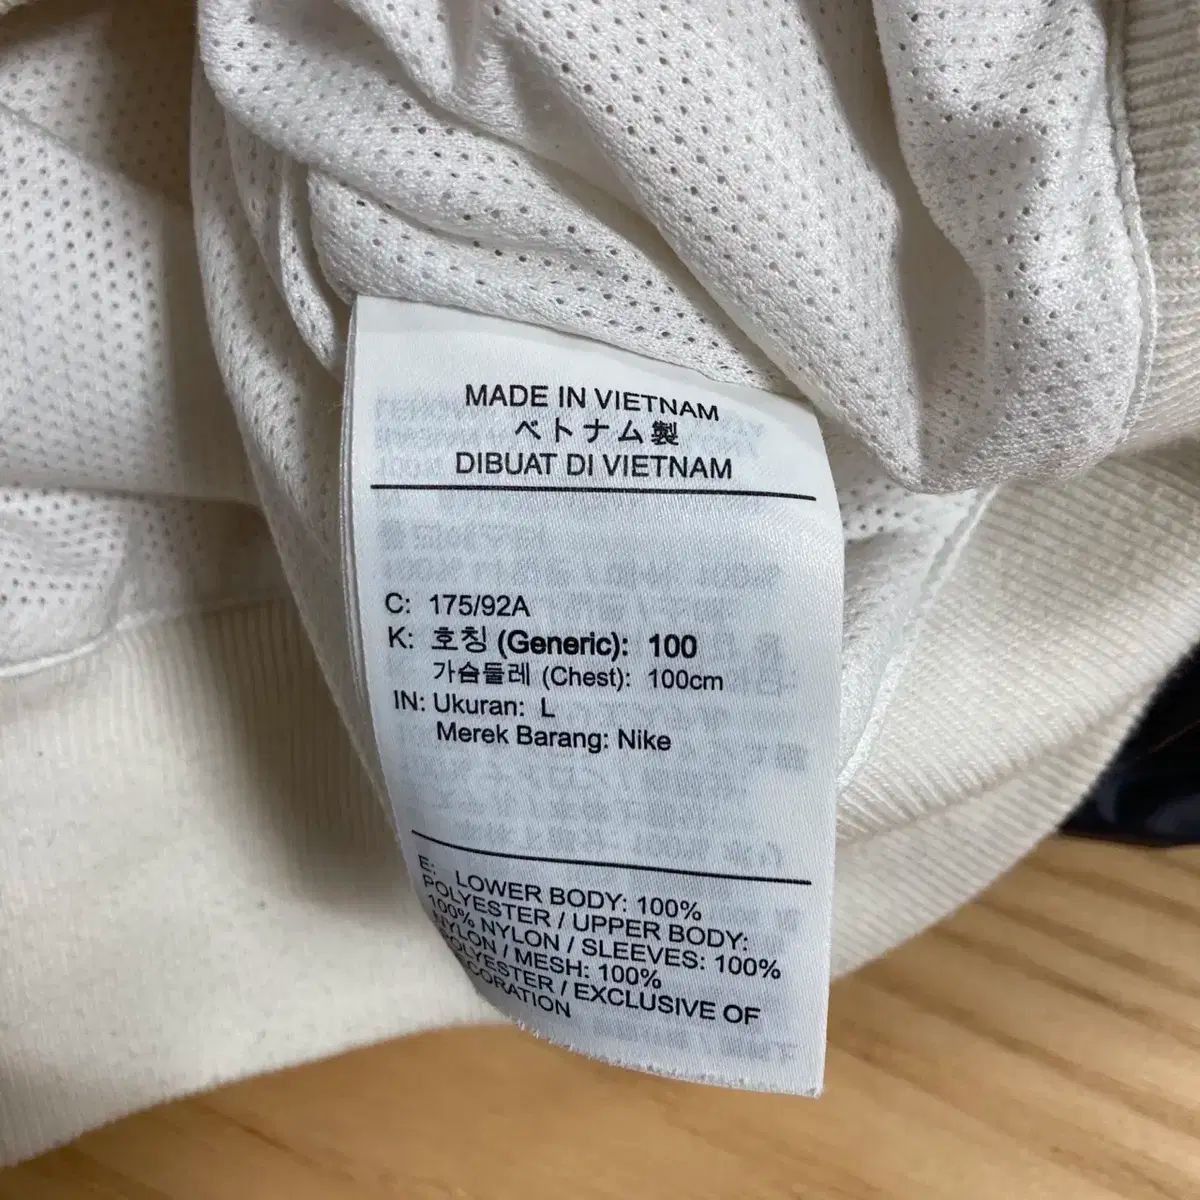 MADE IN VIETNAM
ベトナム製
DIBUAT DI VIETNAM
C: 175/92A
K: 호칭 (Generic): 100
가슴둘레 (Chest): 100cm
IN: Ukuran: L
Merek Barang: Nike
E: LOWER BODY: 100%
POLYESTER / UPPER BODY:
100% NYLON / SLEEVES: 100%
NYLON / MESH: 100%
POLYESTER / EXCLUSIVE OF
DECORATION